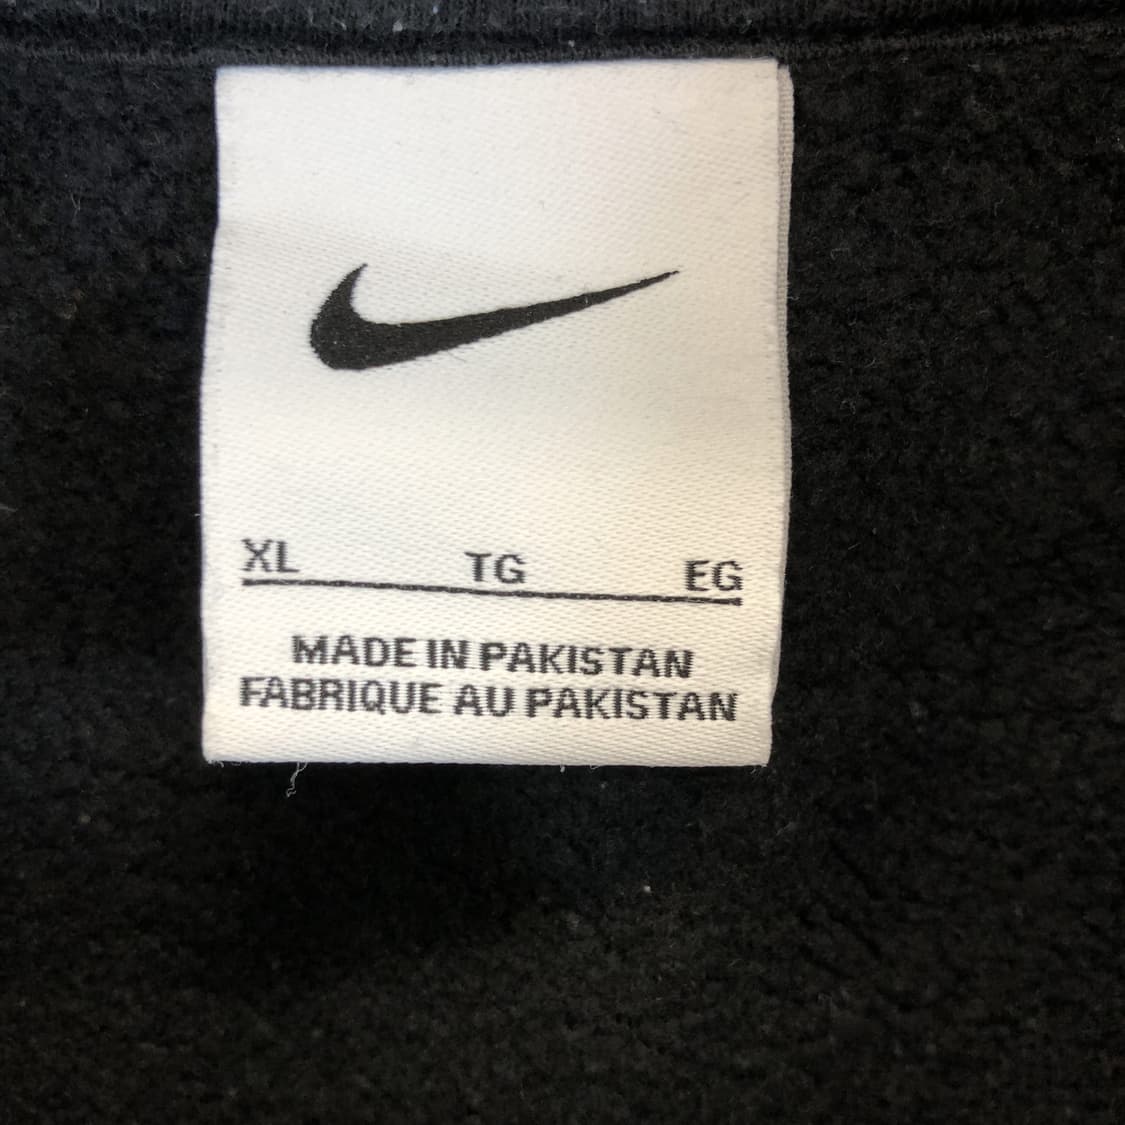 XL TG EG
MADE IN PAKISTAN
FABRIQUE AU PAKISTAN